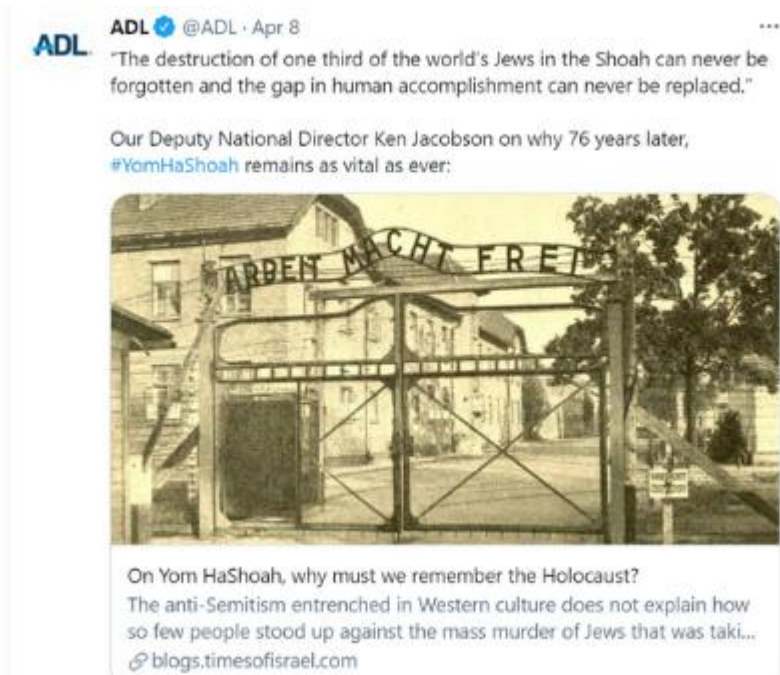 ADL @ADL · Apr 8
ADL
"The destruction of one third of the world's Jews in the Shoah can never be
forgotten and the gap in human accomplishment can never be replaced."
Our Deputy National Director Ken Jacobson on why 76 years later,
#YomHaShoah remains as vital as ever:
ARBEIT MACHT FREI
On Yom HaShoah, why must we remember the Holocaust?
The anti-Semitism entrenched in Western culture does not explain how
so few people stood up against the mass murder of Jews that was taki...
blogs.timesofisrael.com